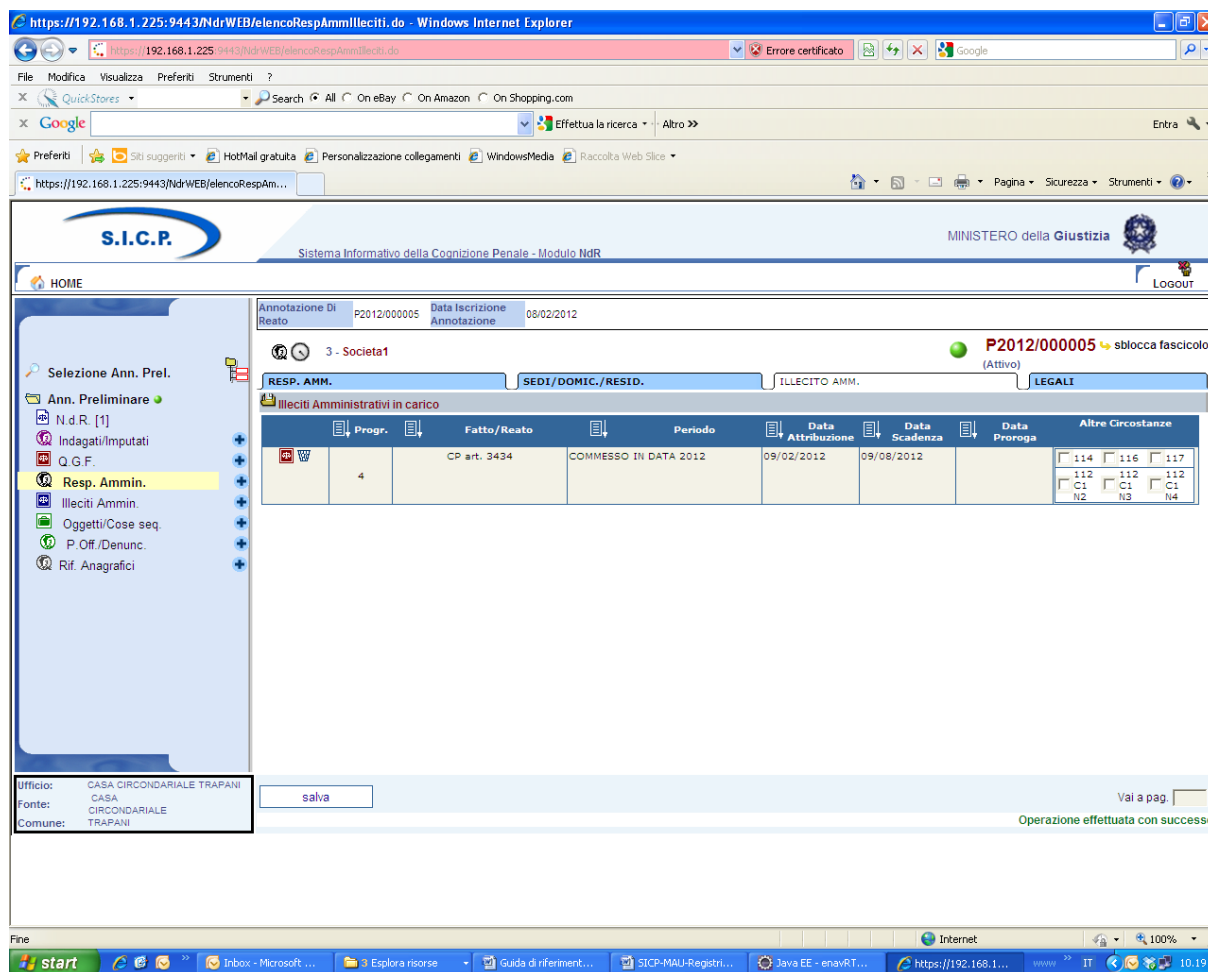 https://192.168.1.225:9443/NdrWEB/elencoRespAmmIlleciti.do - Windows Internet Explorer
https://192.168.1.225:9443/NdrWEB/elencoRespAmmIlleciti.do Errore certificato Google
File Modifica Visualizza Preferiti Strumenti ?
X QuickStores Search All On eBay On Amazon On Shopping.com
x Google Effettua la ricerca Altro >> Entra
Preferiti Siti suggeriti HotMail gratuita Personalizzazione collegamenti WindowsMedia Raccolta Web Slice
https://192.168.1.225:9443/NdrWEB/elencoRespAm... Pagina Sicurezza Strumenti
S.I.C.P.
Sistema Informativo della Cognizione Penale - Modulo NdR
MINISTERO della Giustizia
HOME LOGOUT
Annotazione Di Reato P2012/000005 Data Iscrizione Annotazione 08/02/2012
3 - Societa1 P2012/000005 sblocca fascicolo
(Attivo)
RESP. AMM. SEDI/DOMIC./RESID. ILLECITO AMM. LEGALI
Illeciti Amministrativi in carico
Progr. Fatto/Reato Periodo Data Attribuzione Data Scadenza Data Proroga Altre Circostanze
4 CP art. 3434 COMMESSO IN DATA 2012 09/02/2012 09/08/2012
114 116 117
112 C1 N2 112 C1 N3 112 C1 N4
Selezione Ann. Prel.
Ann. Preliminare
N.d.R. [1]
Indagati/Imputati
Q.G.F.
Resp. Ammin.
Illeciti Ammin.
Oggetti/Cose seq.
P.Off./Denunc.
Rif. Anagrafici
Ufficio: CASA CIRCONDARIALE TRAPANI
Fonte: CASA CIRCONDARIALE
Comune: TRAPANI
salva Vai a pag.
Operazione effettuata con success
Fine Internet 100%
start Inbox - Microsoft ... 3 Esplora risorse Guida di riferiment... SICP-MAU-Registri... Java EE - enavRT... https://192.168.1... www IT 10.19